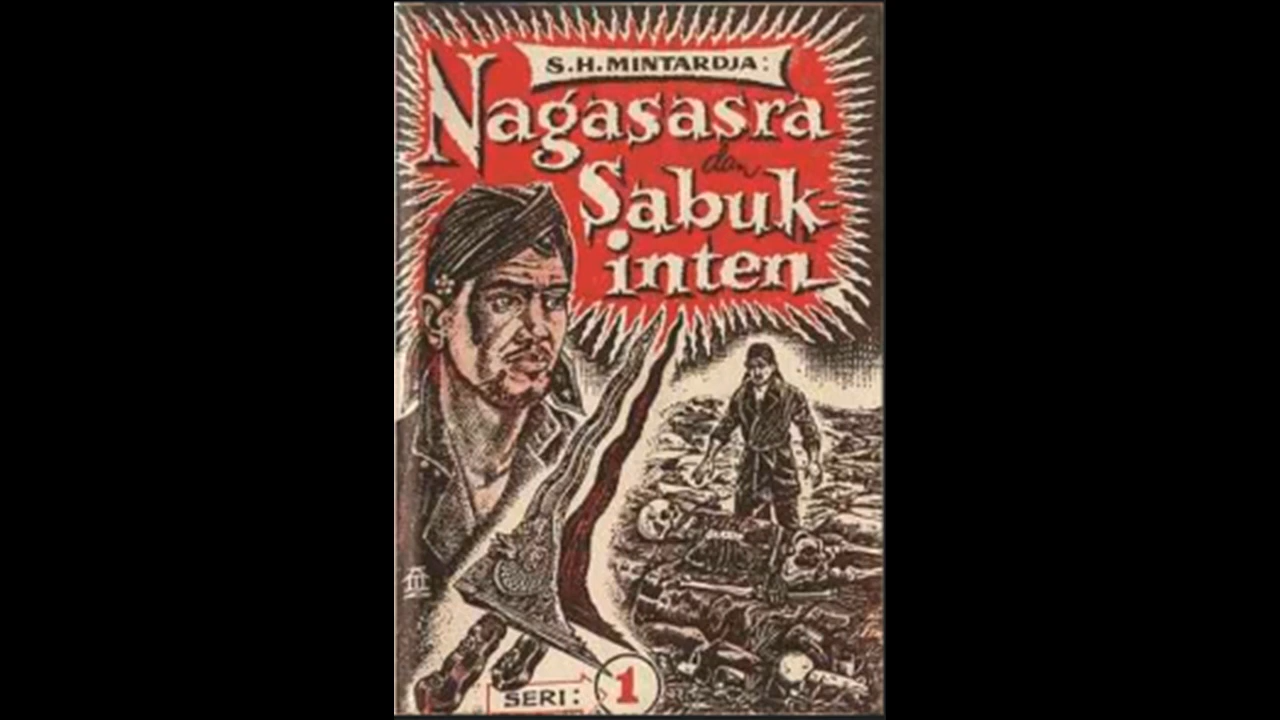 S.H.MINTARDJA:
Nagasasra
dan
Sabuk-
inten
SERI: 1